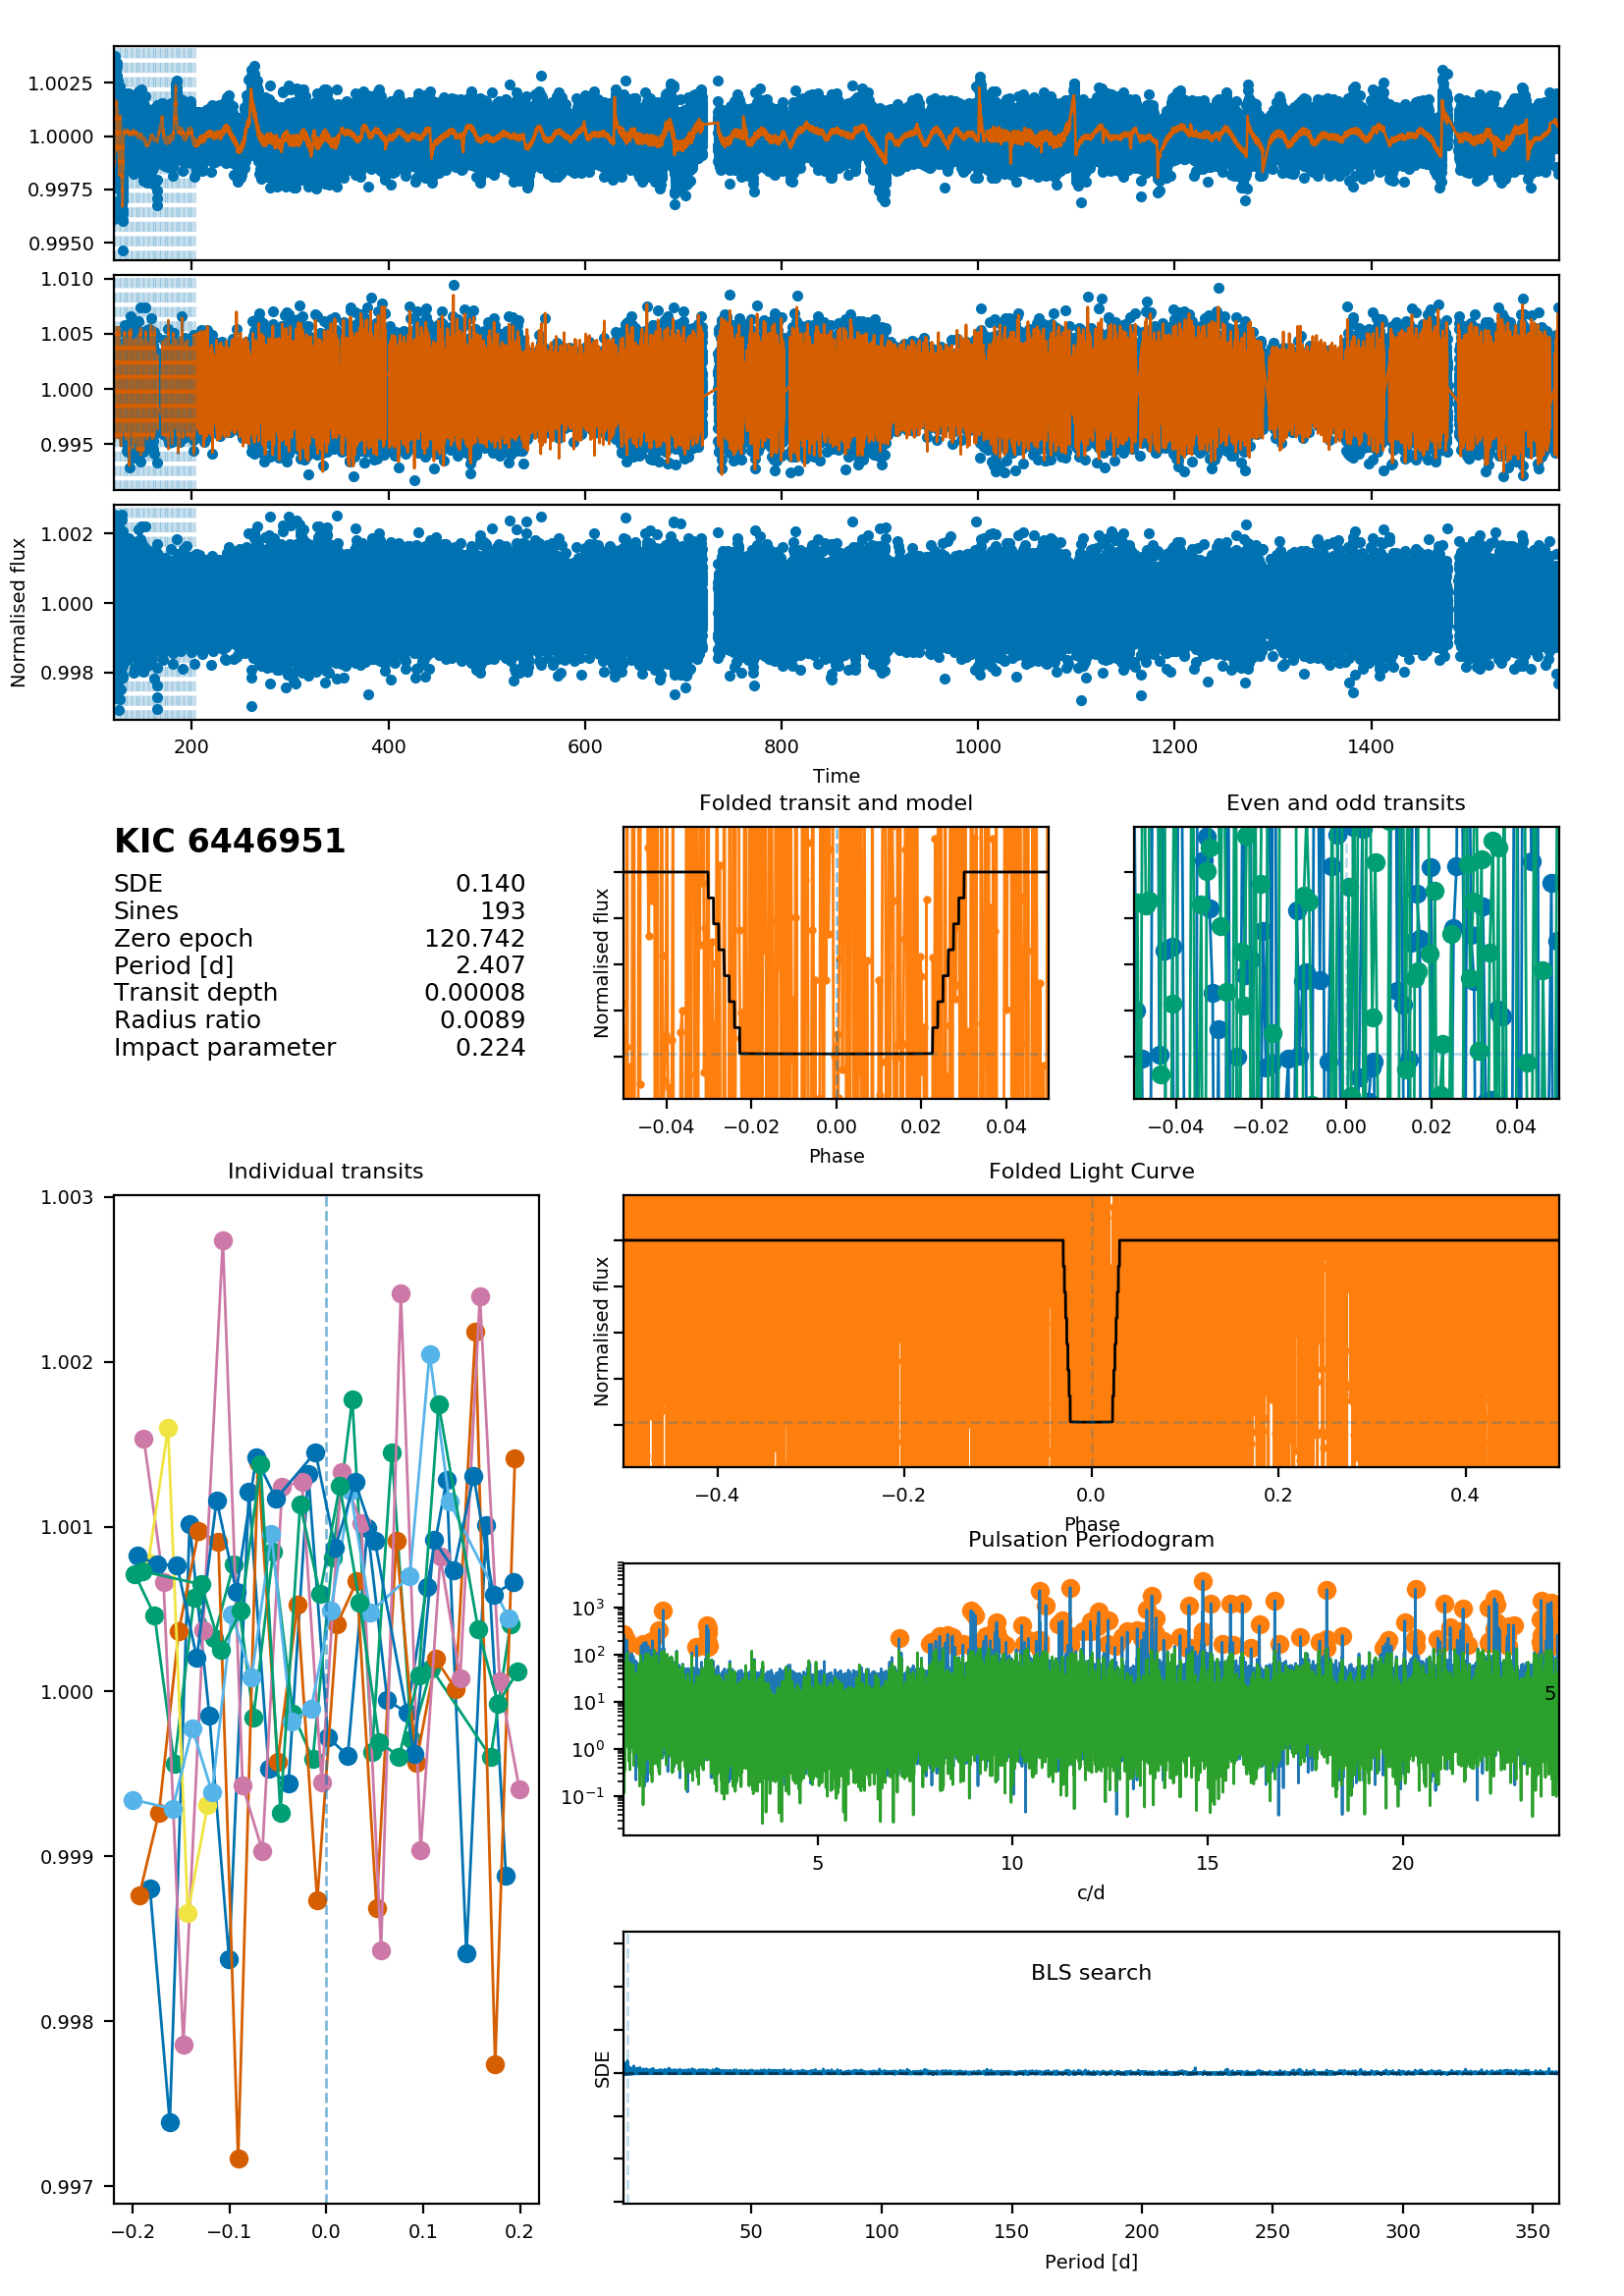 1.0025
1.0000
0.9975
0.9950
1.010
1.005
1.000
0.995
1.002
1.000
0.998
Normalised flux
200 400 600 800 1000 1200 1400
Time
KIC 6446951
SDE 0.140
Sines 193
Zero epoch 120.742
Period [d] 2.407
Transit depth 0.00008
Radius ratio 0.0089
Impact parameter 0.224
Folded transit and model
Normalised flux
−0.04 −0.02 0.00 0.02 0.04
Phase
Even and odd transits
−0.04 −0.02 0.00 0.02 0.04
Individual transits
1.003
1.002
1.001
1.000
0.999
0.998
0.997
−0.2 −0.1 0.0 0.1 0.2
Folded Light Curve
Normalised flux
−0.4 −0.2 0.0 0.2 0.4
Phase
Pulsation Periodogram
10³
10²
10¹
10⁰
10⁻¹
5
5 10 15 20
c/d
BLS search
SDE
50 100 150 200 250 300 350
Period [d]